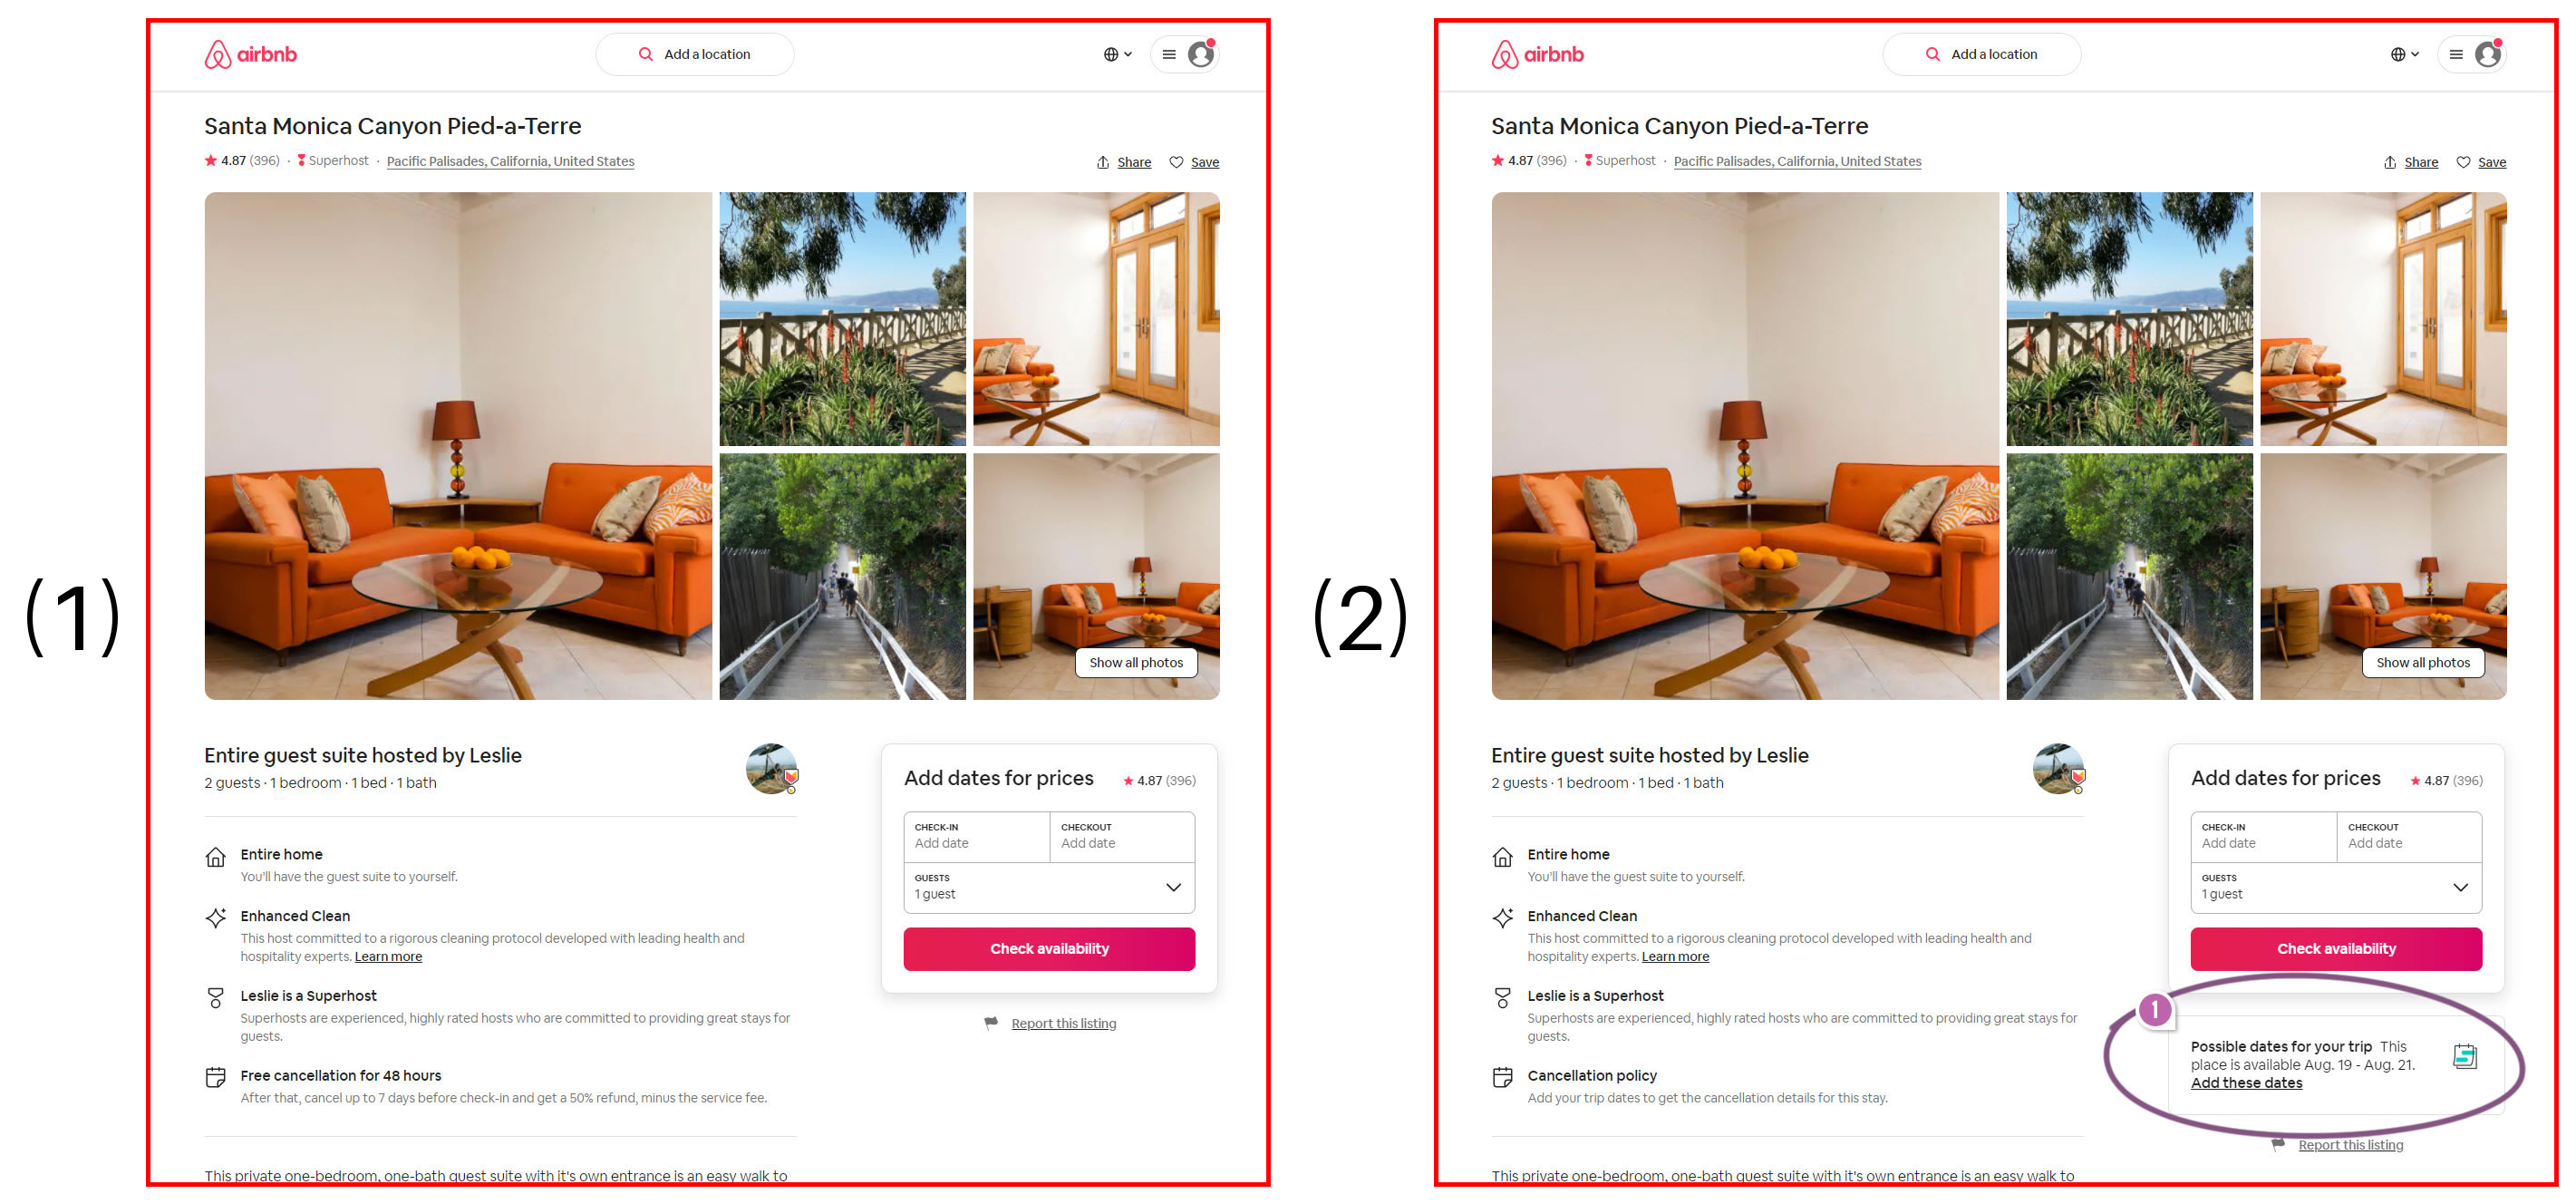 (1)
airbnb
Add a location
Santa Monica Canyon Pied-a-Terre
4.87 (396) · Superhost · Pacific Palisades, California, United States
Share Save
Show all photos
Entire guest suite hosted by Leslie
2 guests · 1 bedroom · 1 bed · 1 bath
Entire home
You'll have the guest suite to yourself.
Enhanced Clean
This host committed to a rigorous cleaning protocol developed with leading health and
hospitality experts. Learn more
Leslie is a Superhost
Superhosts are experienced, highly rated hosts who are committed to providing great stays for
guests.
Free cancellation for 48 hours
After that, cancel up to 7 days before check-in and get a 50% refund, minus the service fee.
This private one-bedroom, one-bath guest suite with it's own entrance is an easy walk to
Add dates for prices 4.87 (396)
CHECK-IN CHECKOUT
Add date Add date
GUESTS
1 guest
Check availability
Report this listing
(2)
airbnb
Add a location
Santa Monica Canyon Pied-a-Terre
4.87 (396) · Superhost · Pacific Palisades, California, United States
Share Save
Show all photos
Entire guest suite hosted by Leslie
2 guests · 1 bedroom · 1 bed · 1 bath
Entire home
You'll have the guest suite to yourself.
Enhanced Clean
This host committed to a rigorous cleaning protocol developed with leading health and
hospitality experts. Learn more
Leslie is a Superhost
Superhosts are experienced, highly rated hosts who are committed to providing great stays for
guests.
Cancellation policy
Add your trip dates to get the cancellation details for this stay.
This private one-bedroom, one-bath guest suite with it's own entrance is an easy walk to
Add dates for prices 4.87 (396)
CHECK-IN CHECKOUT
Add date Add date
GUESTS
1 guest
Check availability
1
Possible dates for your trip This
place is available Aug. 19 - Aug. 21.
Add these dates
Report this listing